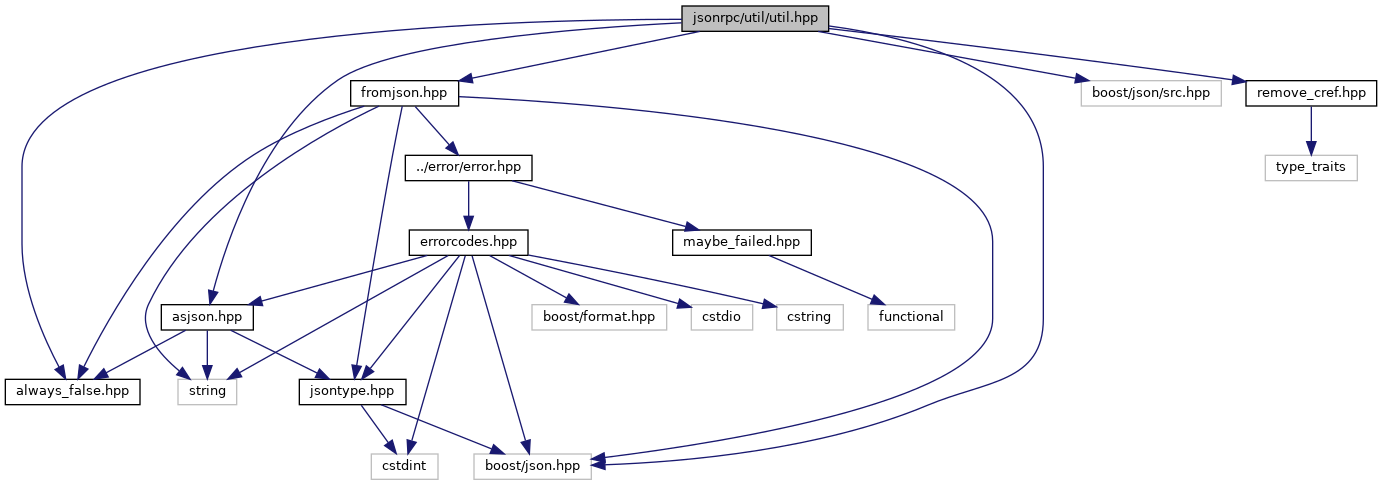 jsonrpc/util/util.hpp
fromjson.hpp
boost/json/src.hpp
remove_cref.hpp
../error/error.hpp
type_traits
errorcodes.hpp
maybe_failed.hpp
asjson.hpp
boost/format.hpp
cstdio
cstring
functional
always_false.hpp
string
jsontype.hpp
cstdint
boost/json.hpp